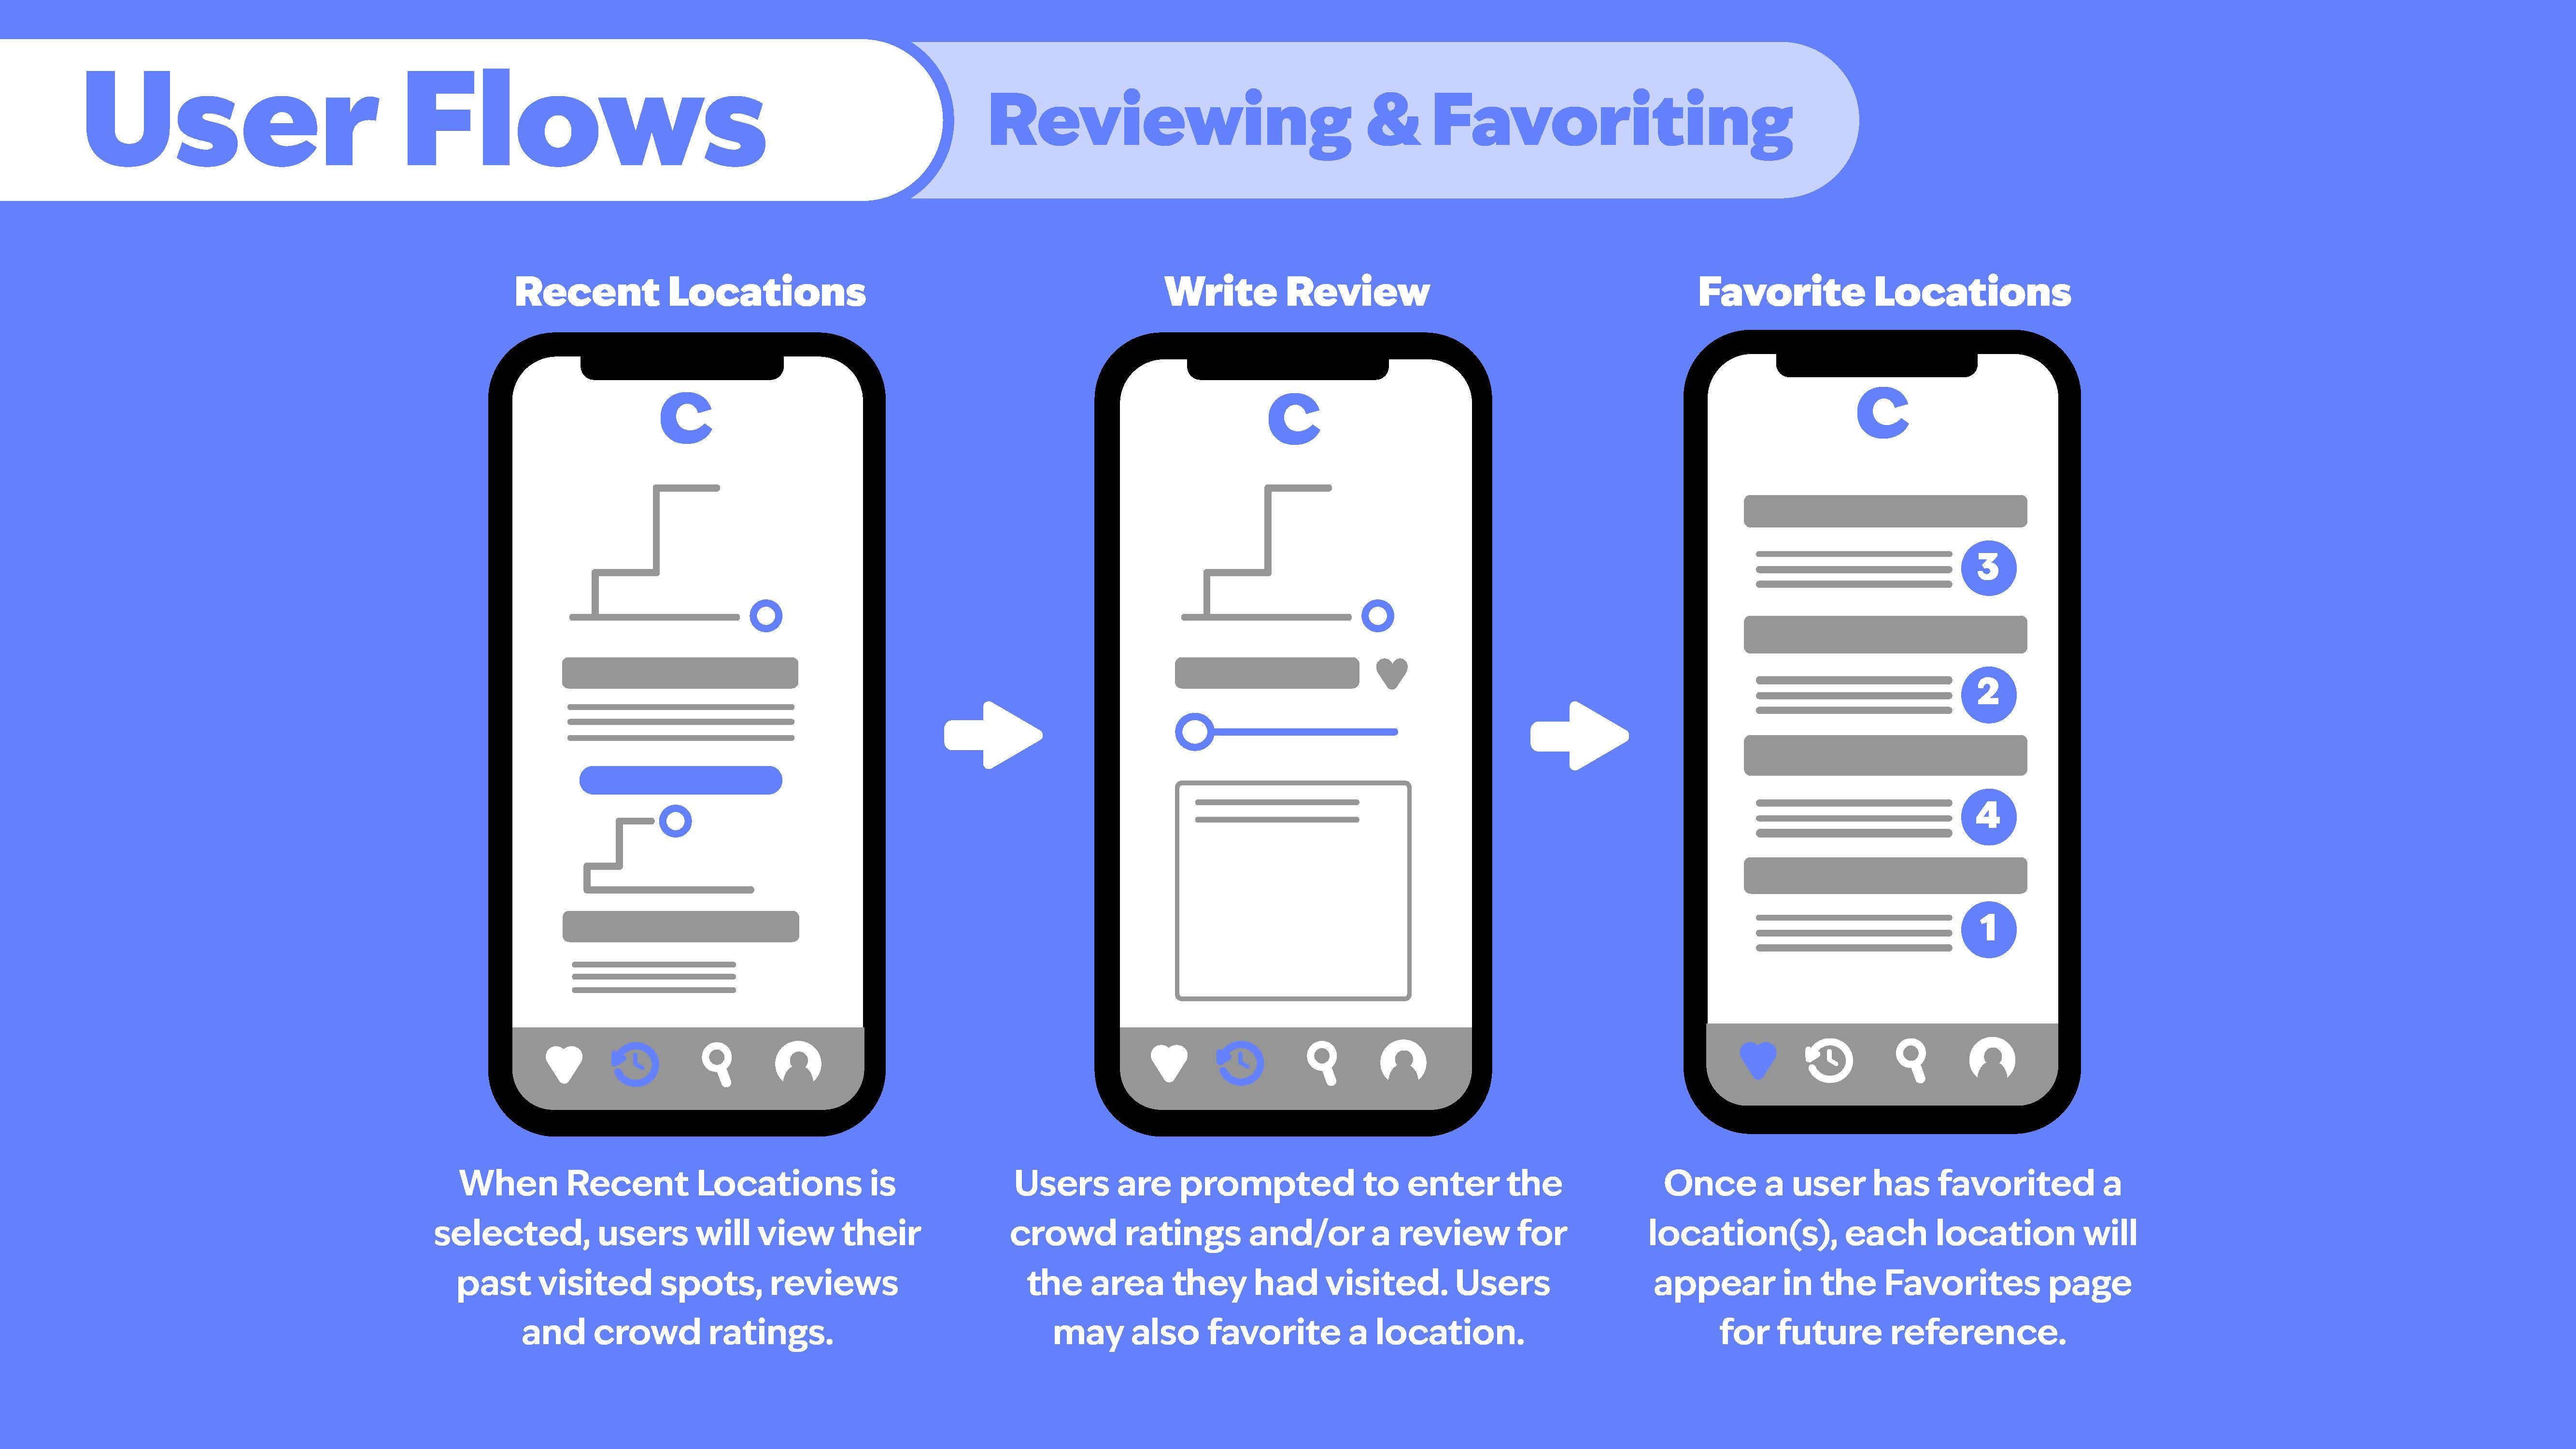 User Flows
Reviewing & Favoriting
Recent Locations
Write Review
Favorite Locations
C
C
C
3
2
4
1
When Recent Locations is
selected, users will view their
past visited spots, reviews
and crowd ratings.
Users are prompted to enter the
crowd ratings and/or a review for
the area they had visited. Users
may also favorite a location.
Once a user has favorited a
location(s), each location will
appear in the Favorites page
for future reference.